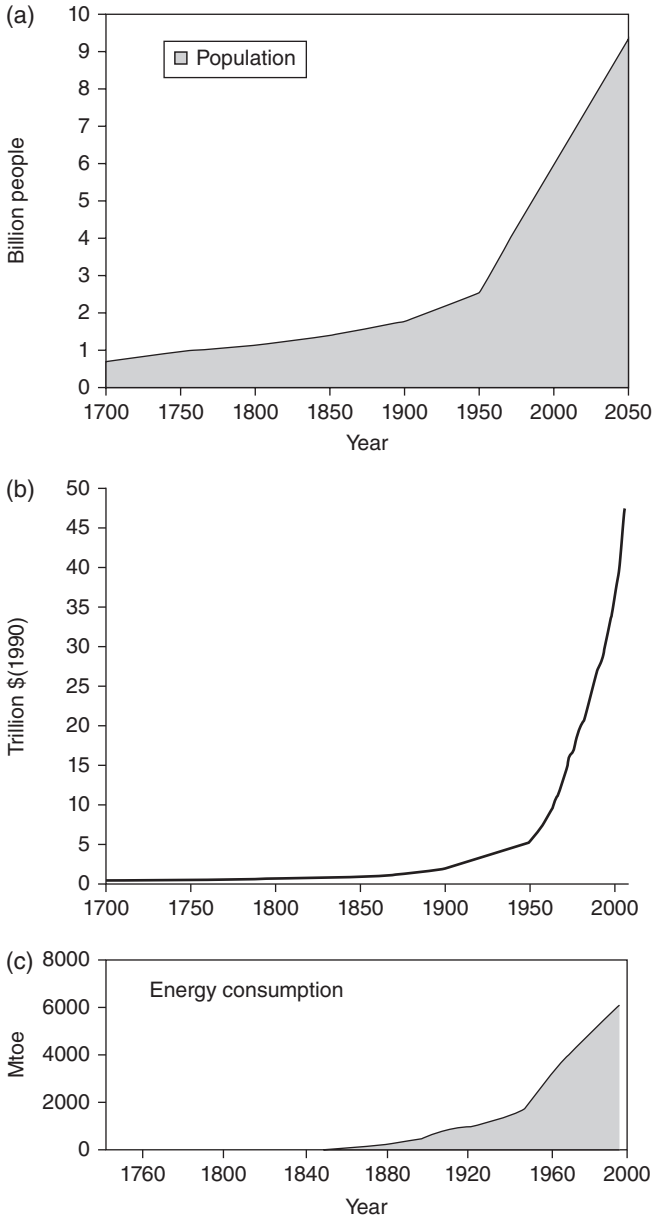 (a)
10
9
8
7
6
5
4
3
2
1
0
Billion people
Population
1700 1750 1800 1850 1900 1950 2000 2050
Year
(b)
50
45
40
35
30
25
20
15
10
5
0
Trillion $(1990)
1700 1750 1800 1850 1900 1950 2000
(c)
8000
6000
4000
2000
0
Mtoe
Energy consumption
1760 1800 1840 1880 1920 1960 2000
Year